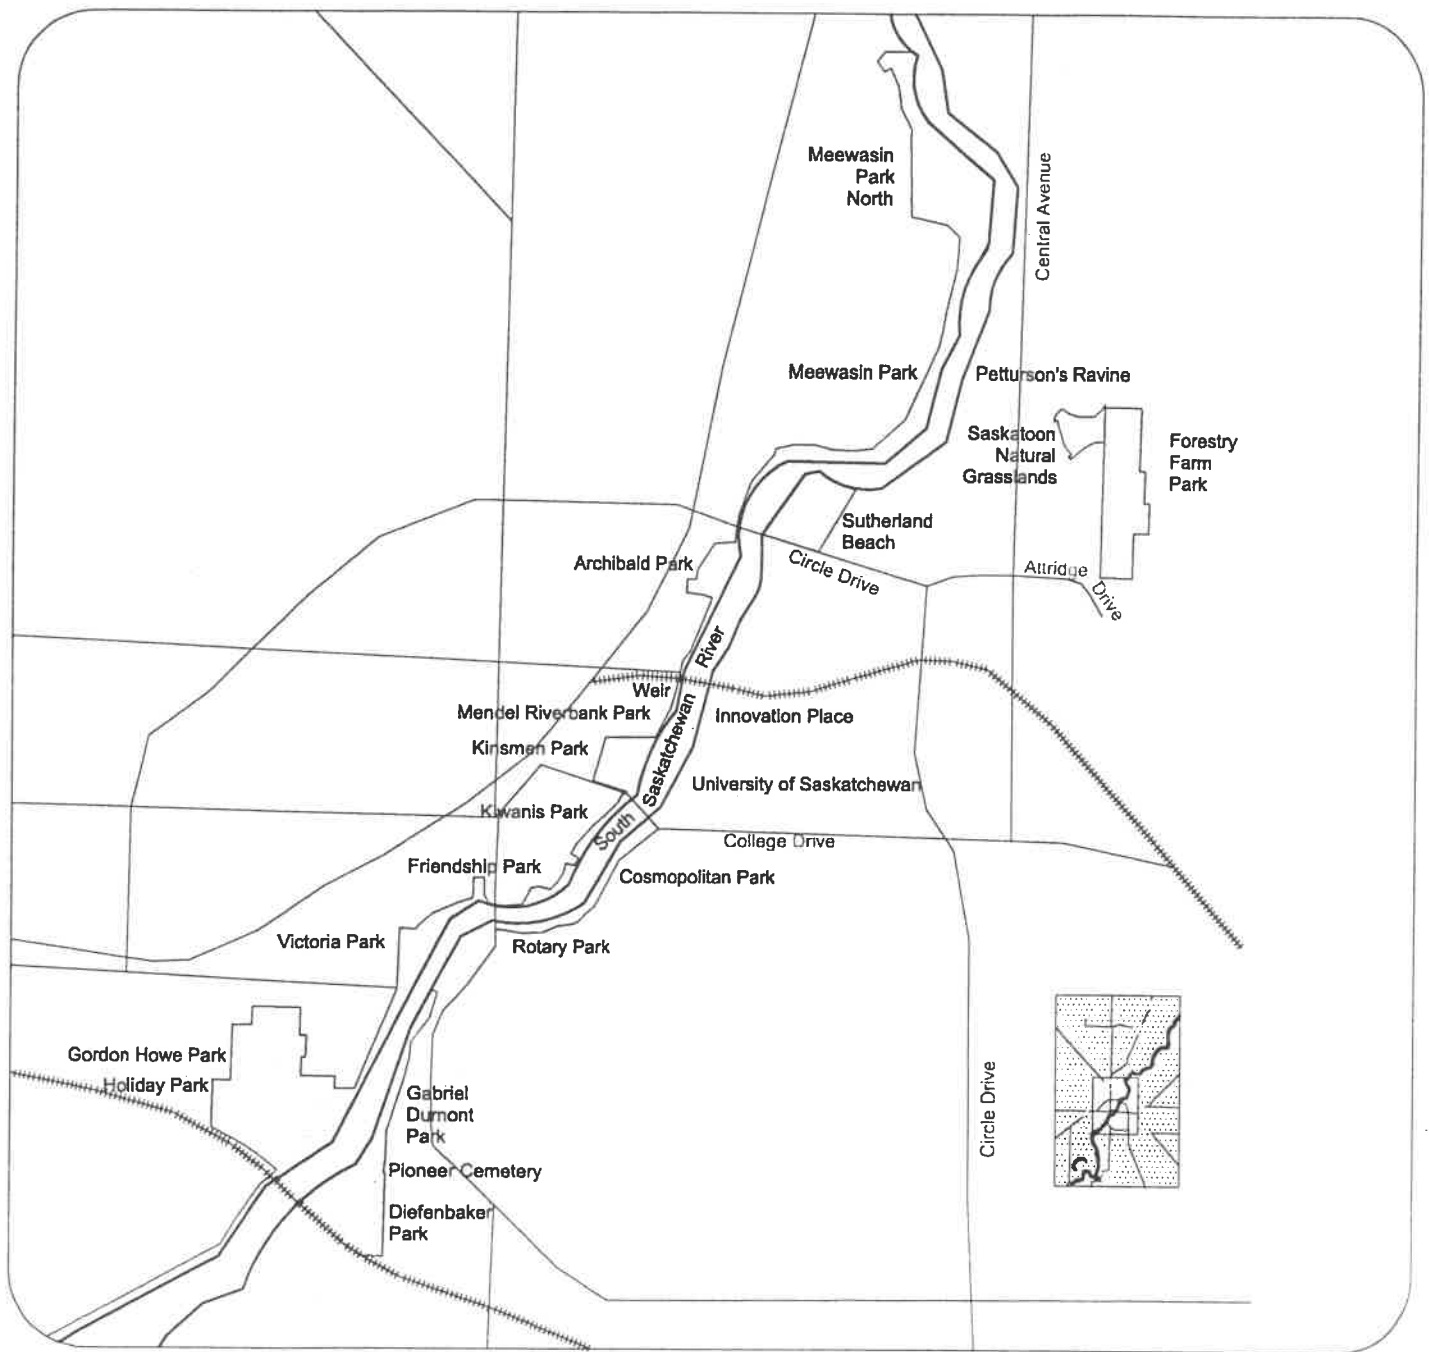 Meewasin
Park
North
Central Avenue
Meewasin Park
Petturson's Ravine
Saskatoon
Natural
Grasslands
Forestry
Farm
Park
Sutherland
Beach
Archibald Park
Circle Drive
Attridge
Drive
South Saskatchewan River
Weir
Mendel Riverbank Park
Innovation Place
Kinsmen Park
University of Saskatchewan
Kiwanis Park
College Drive
Friendship Park
Cosmopolitan Park
Victoria Park
Rotary Park
Gordon Howe Park
Holiday Park
Gabriel
Dumont
Park
Circle Drive
Pioneer Cemetery
Diefenbaker
Park